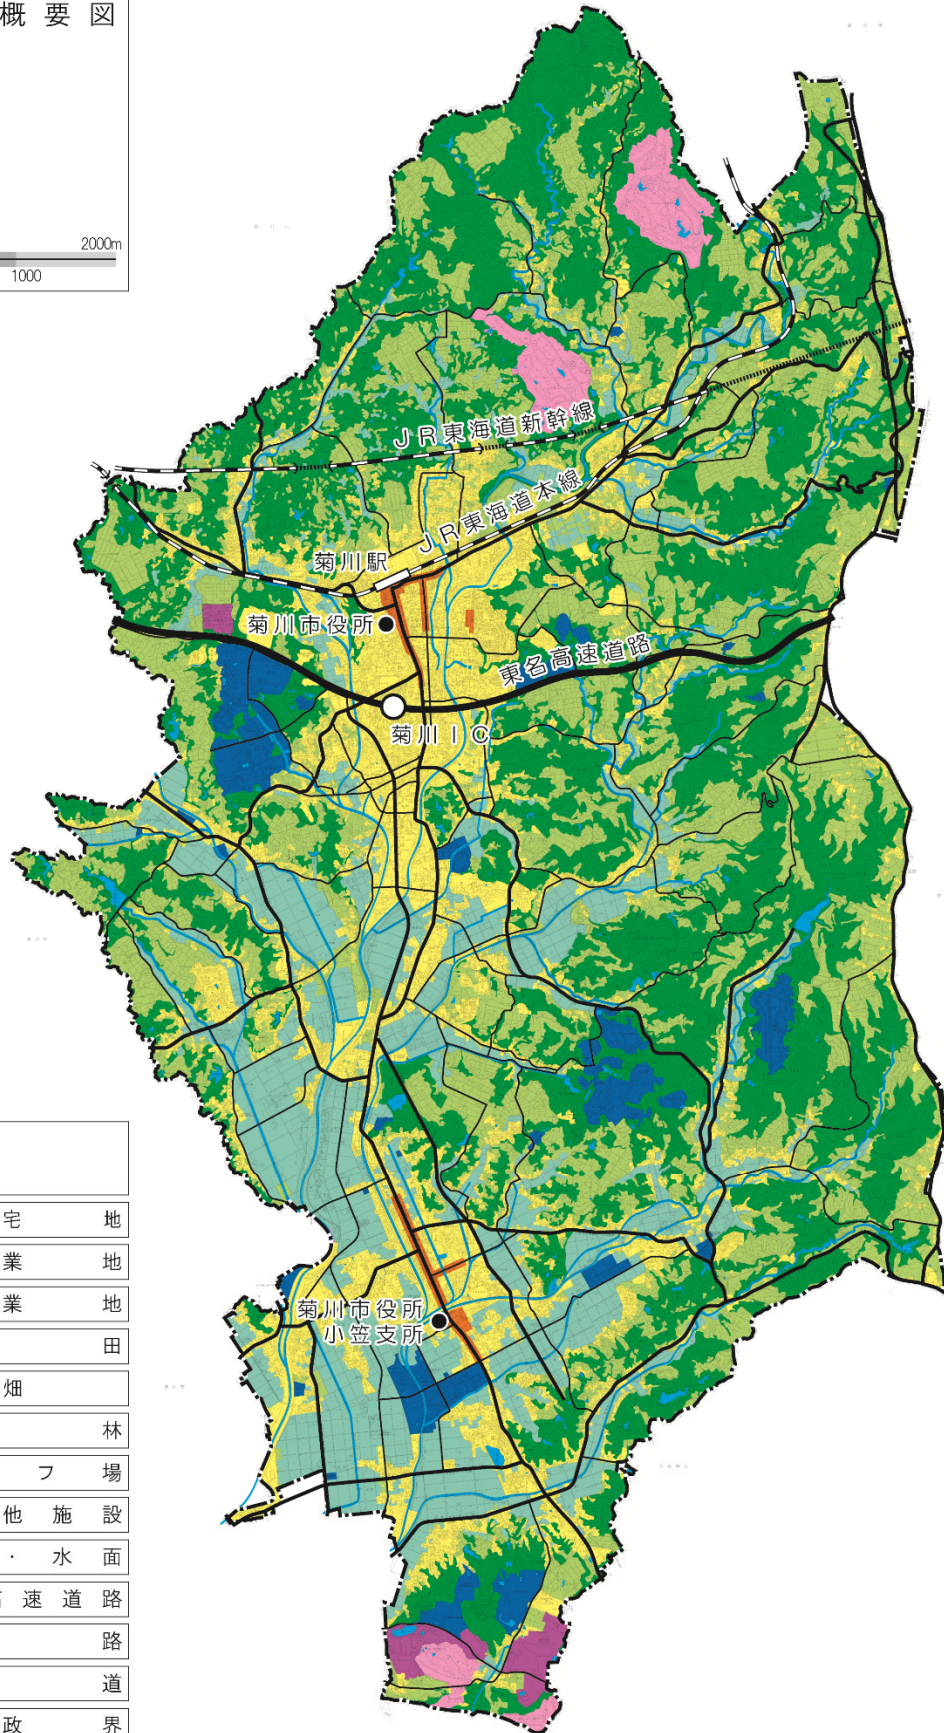 概要図
2000m
1000
JR東海道新幹線
JR東海道本線
菊川駅
菊川市役所
東名高速道路
菊川IC
宅地
業地
業地
菊川市役所
小笠支所
田
畑
林
フ場
他施設
・水面
高速道路
路
道
政界